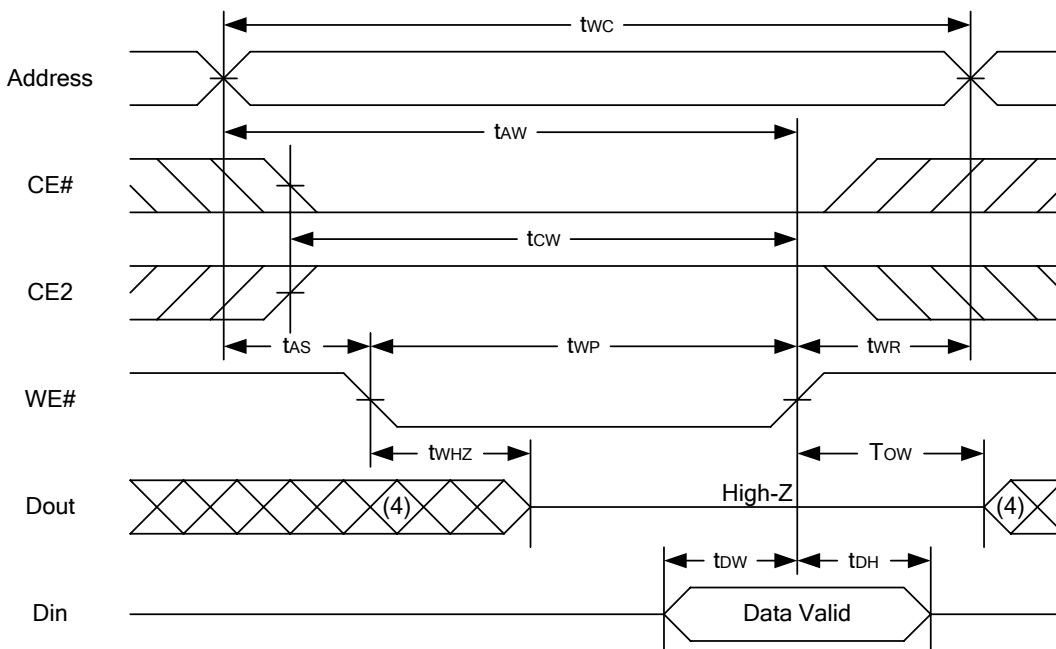 tWC
Address
tAW
CE#
tCW
CE2
tAS
tWP
tWR
WE#
tWHZ
TOW
Dout
(4)
High-Z
(4)
tDW
tDH
Din
Data Valid